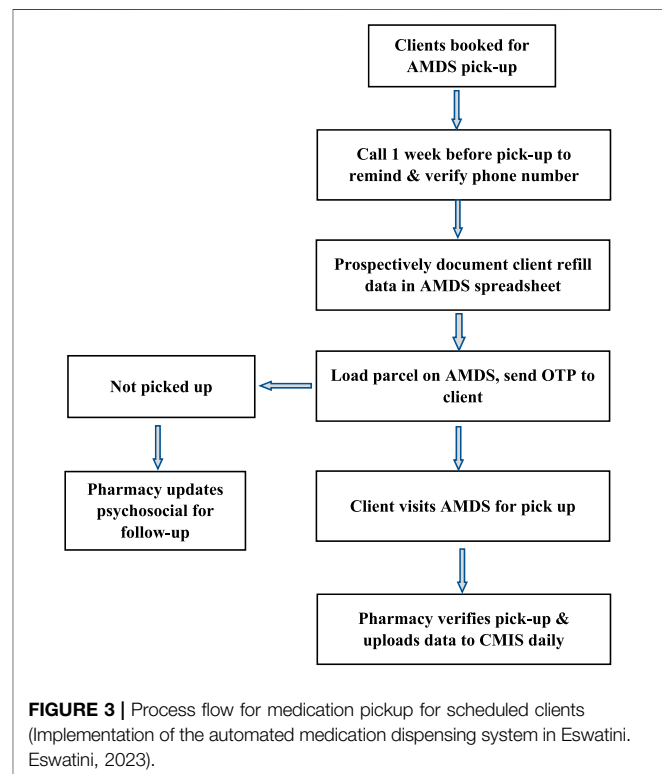 Clients booked for
AMDS pick-up
Call 1 week before pick-up to
remind & verify phone number
Prospectively document client refill
data in AMDS spreadsheet
Load parcel on AMDS, send OTP to
client
Not picked up
Pharmacy updates
psychosocial for
follow-up
Client visits AMDS for pick up
Pharmacy verifies pick-up &
uploads data to CMIS daily
FIGURE 3 | Process flow for medication pickup for scheduled clients
(Implementation of the automated medication dispensing system in Eswatini.
Eswatini, 2023).